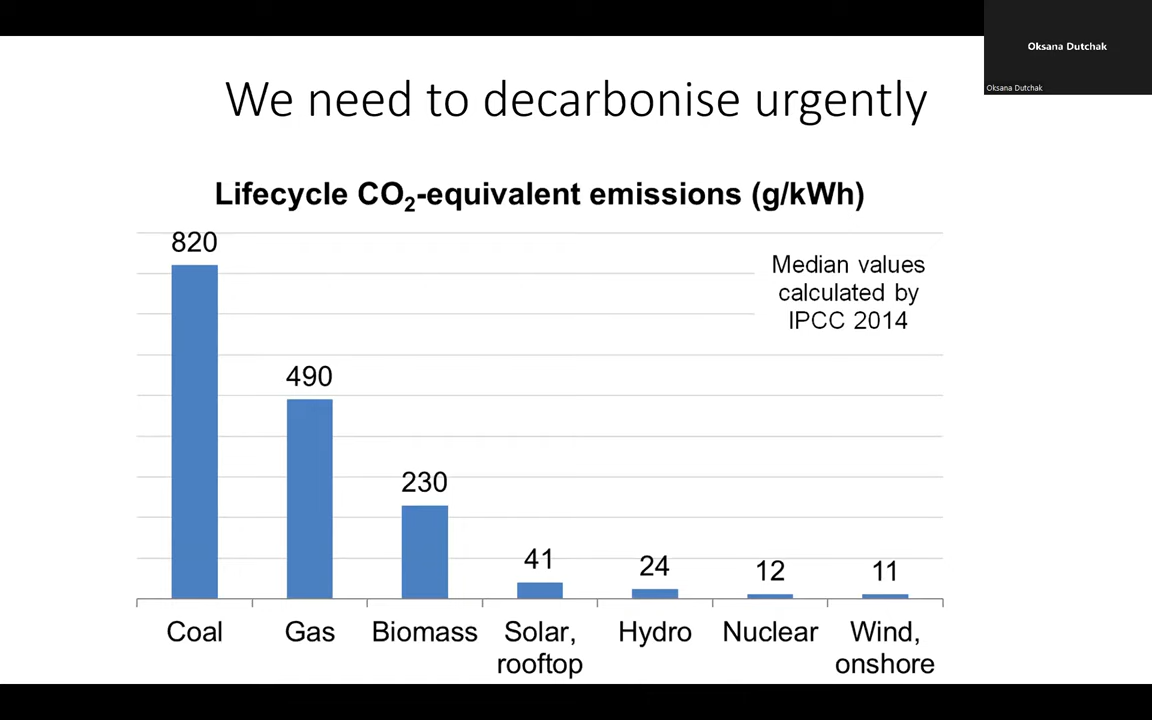 Oksana Dutchak
Oksana Dutchak
We need to decarbonise urgently
Lifecycle CO₂-equivalent emissions (g/kWh)
820
490
230
41
24
12
11
Median values
calculated by
IPCC 2014
Coal
Gas
Biomass
Solar,
rooftop
Hydro
Nuclear
Wind,
onshore